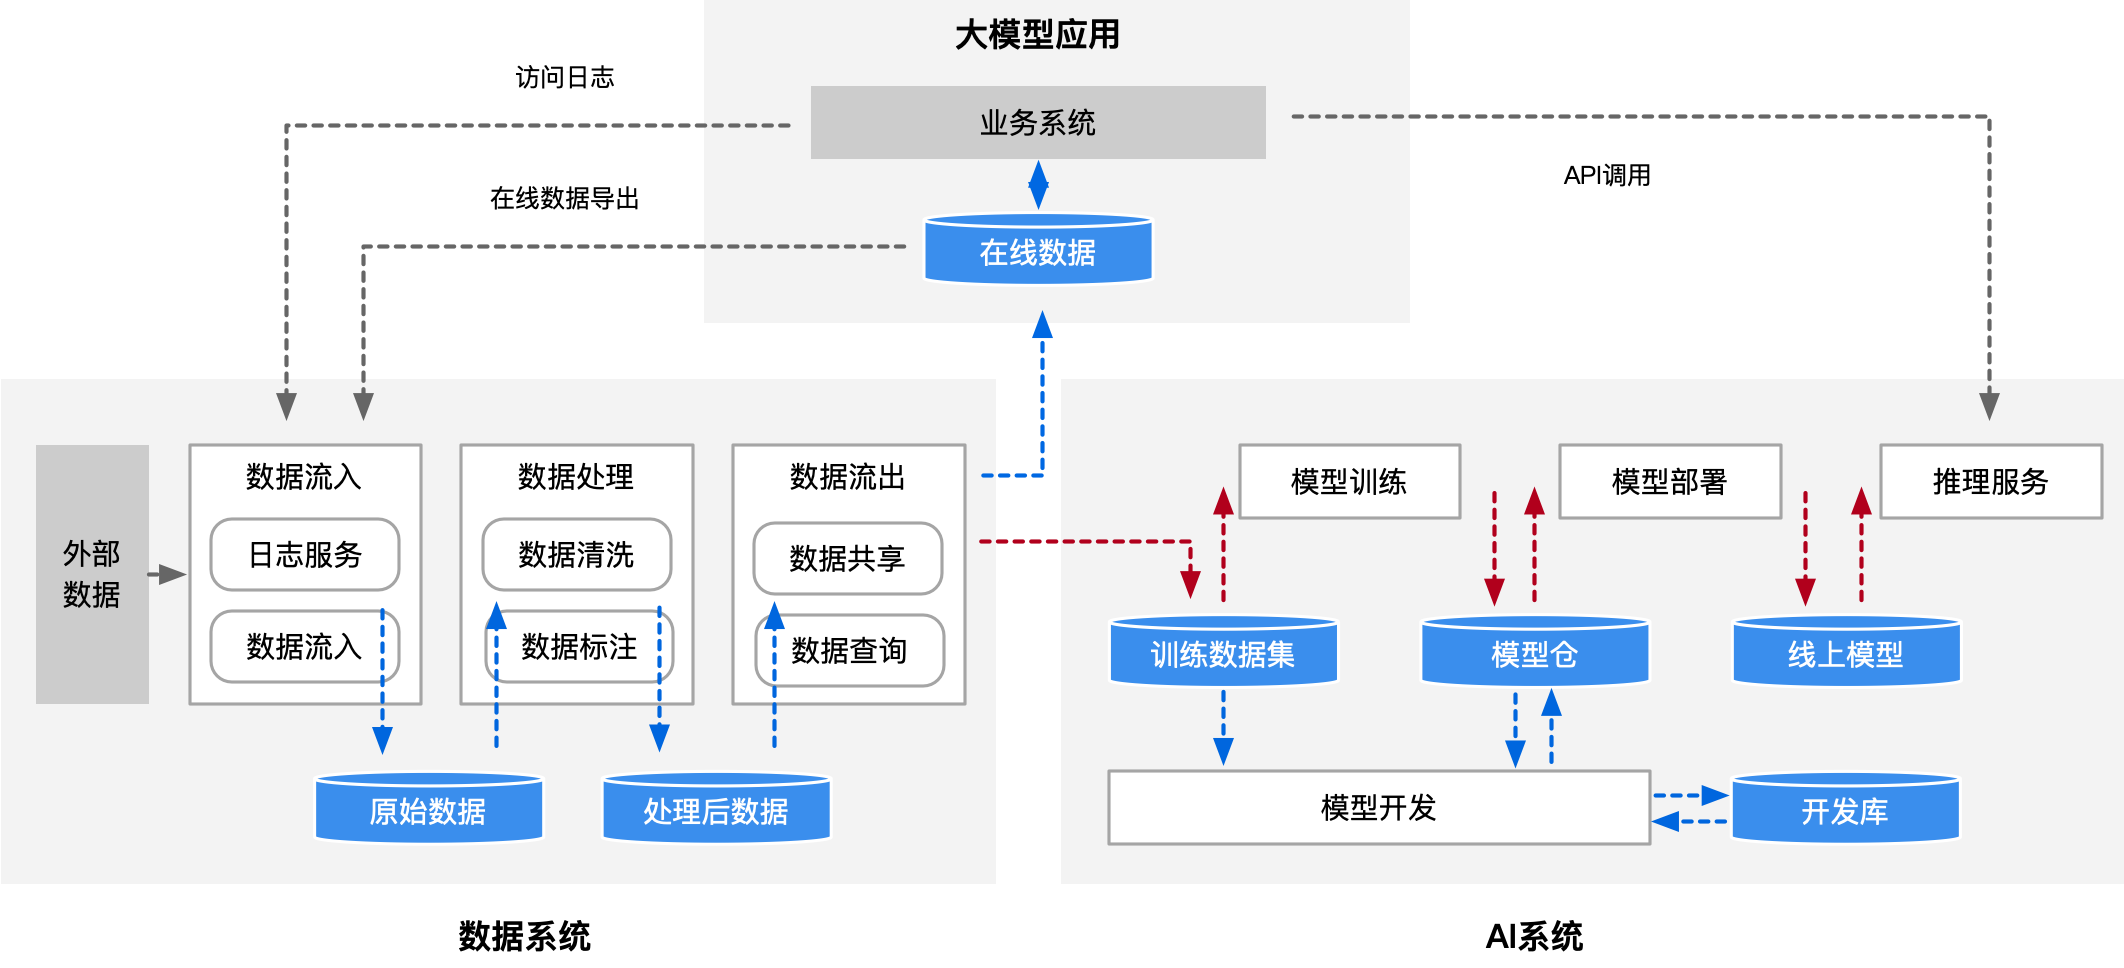 大模型应用
访问日志
业务系统
API调用
在线数据导出
在线数据
数据流入
数据处理
数据流出
模型训练
模型部署
推理服务
外部
数据
日志服务
数据清洗
数据共享
数据流入
数据标注
数据查询
训练数据集
模型仓
线上模型
原始数据
处理后数据
模型开发
开发库
数据系统
AI系统